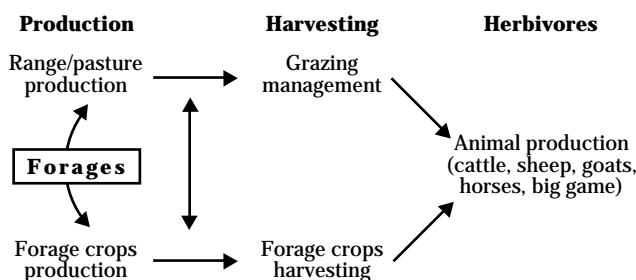 Production
Harvesting
Herbivores
Range/pasture
production
Grazing
management
Forages
Animal production
(cattle, sheep, goats,
horses, big game)
Forage crops
production
Forage crops
harvesting